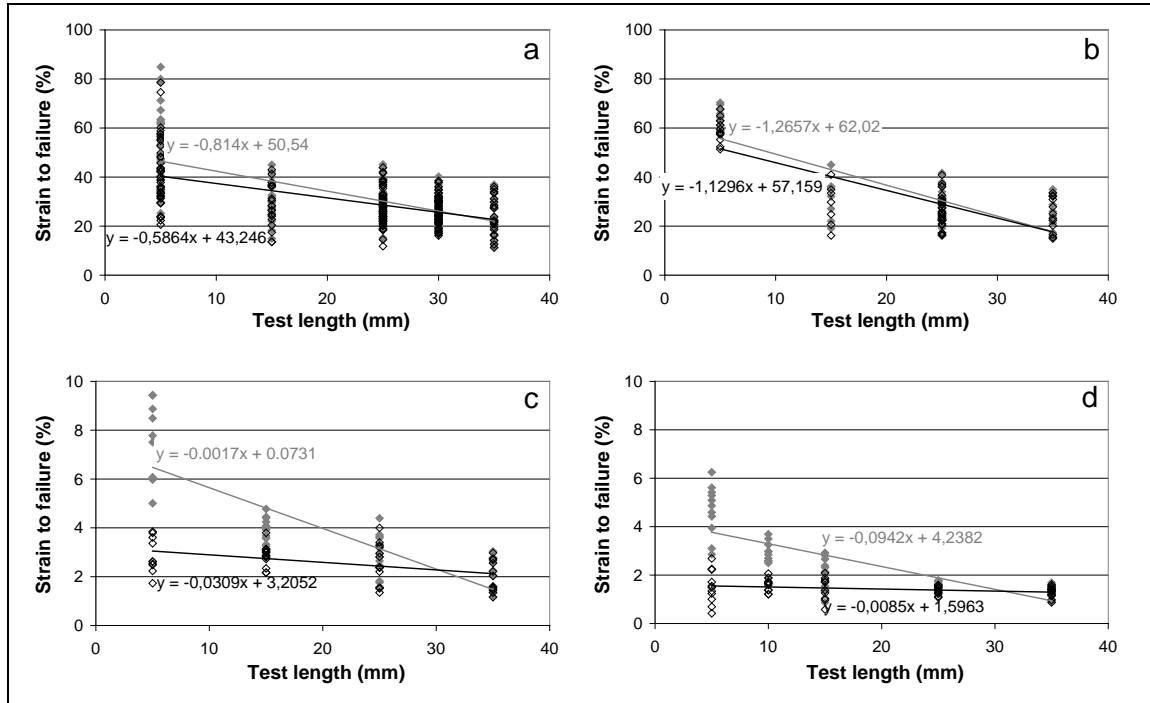 a
Strain to failure (%)
100
80
60
40
20
0
y = -0,814x + 50,54
y = -0,5864x + 43,246
0 10 20 30 40
Test length (mm)
b
Strain to failure (%)
100
80
60
40
20
0
y = -1,2657x + 62,02
y = -1,1296x + 57,159
0 10 20 30 40
Test length (mm)
c
Strain to failure (%)
10
8
6
4
2
0
y = -0.0017x + 0.0731
y = -0,0309x + 3,2052
0 10 20 30 40
Test length (mm)
d
Strain to failure (%)
10
8
6
4
2
0
y = -0,0942x + 4,2382
y = -0,0085x + 1,5963
0 10 20 30 40
Test length (mm)